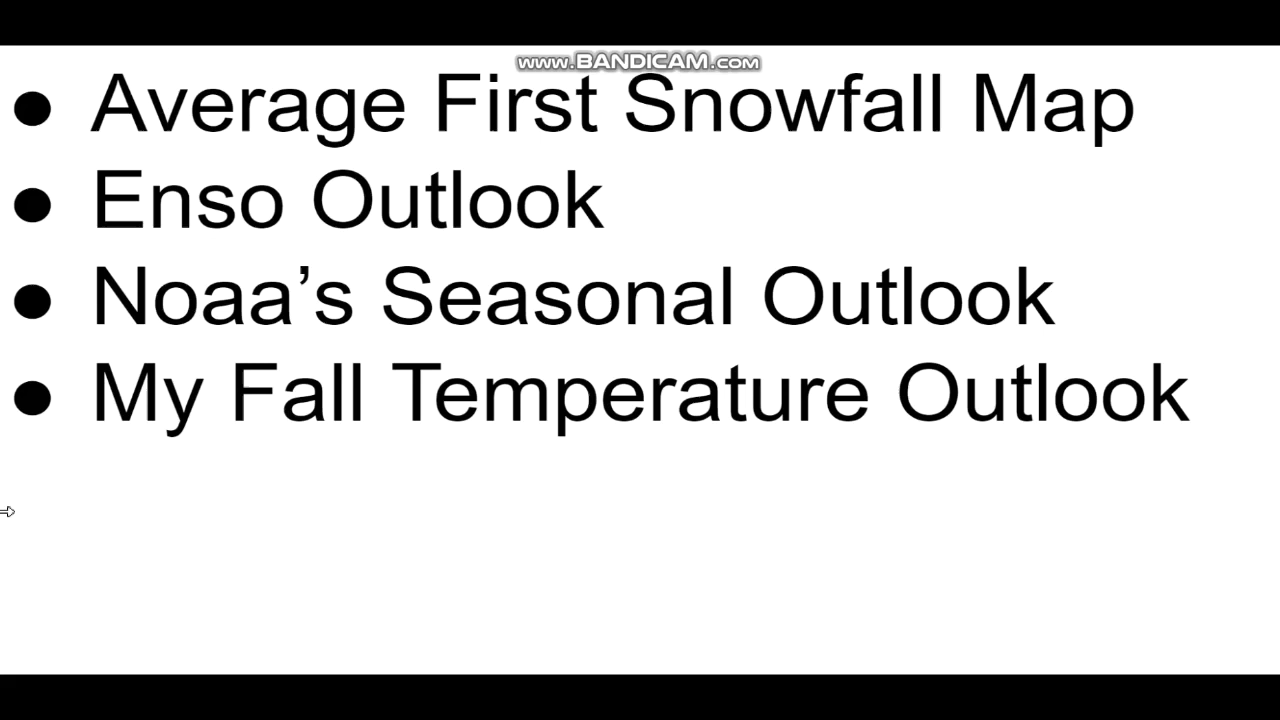 www.BANDICAM.com
● Average First Snowfall Map
● Enso Outlook
● Noaa’s Seasonal Outlook
● My Fall Temperature Outlook